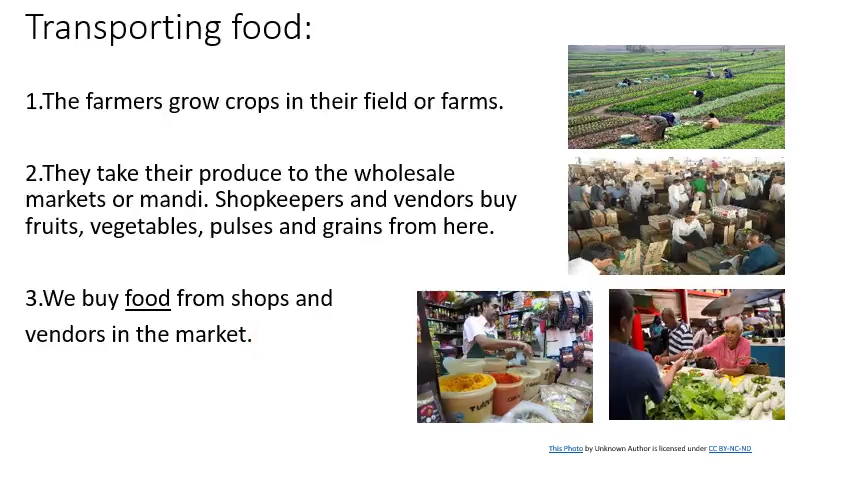 Transporting food:
1.The farmers grow crops in their field or farms.
2.They take their produce to the wholesale
markets or mandi. Shopkeepers and vendors buy
fruits, vegetables, pulses and grains from here.
3.We buy food from shops and
vendors in the market.
This Photo by Unknown Author is licensed under CC BY-NC-ND